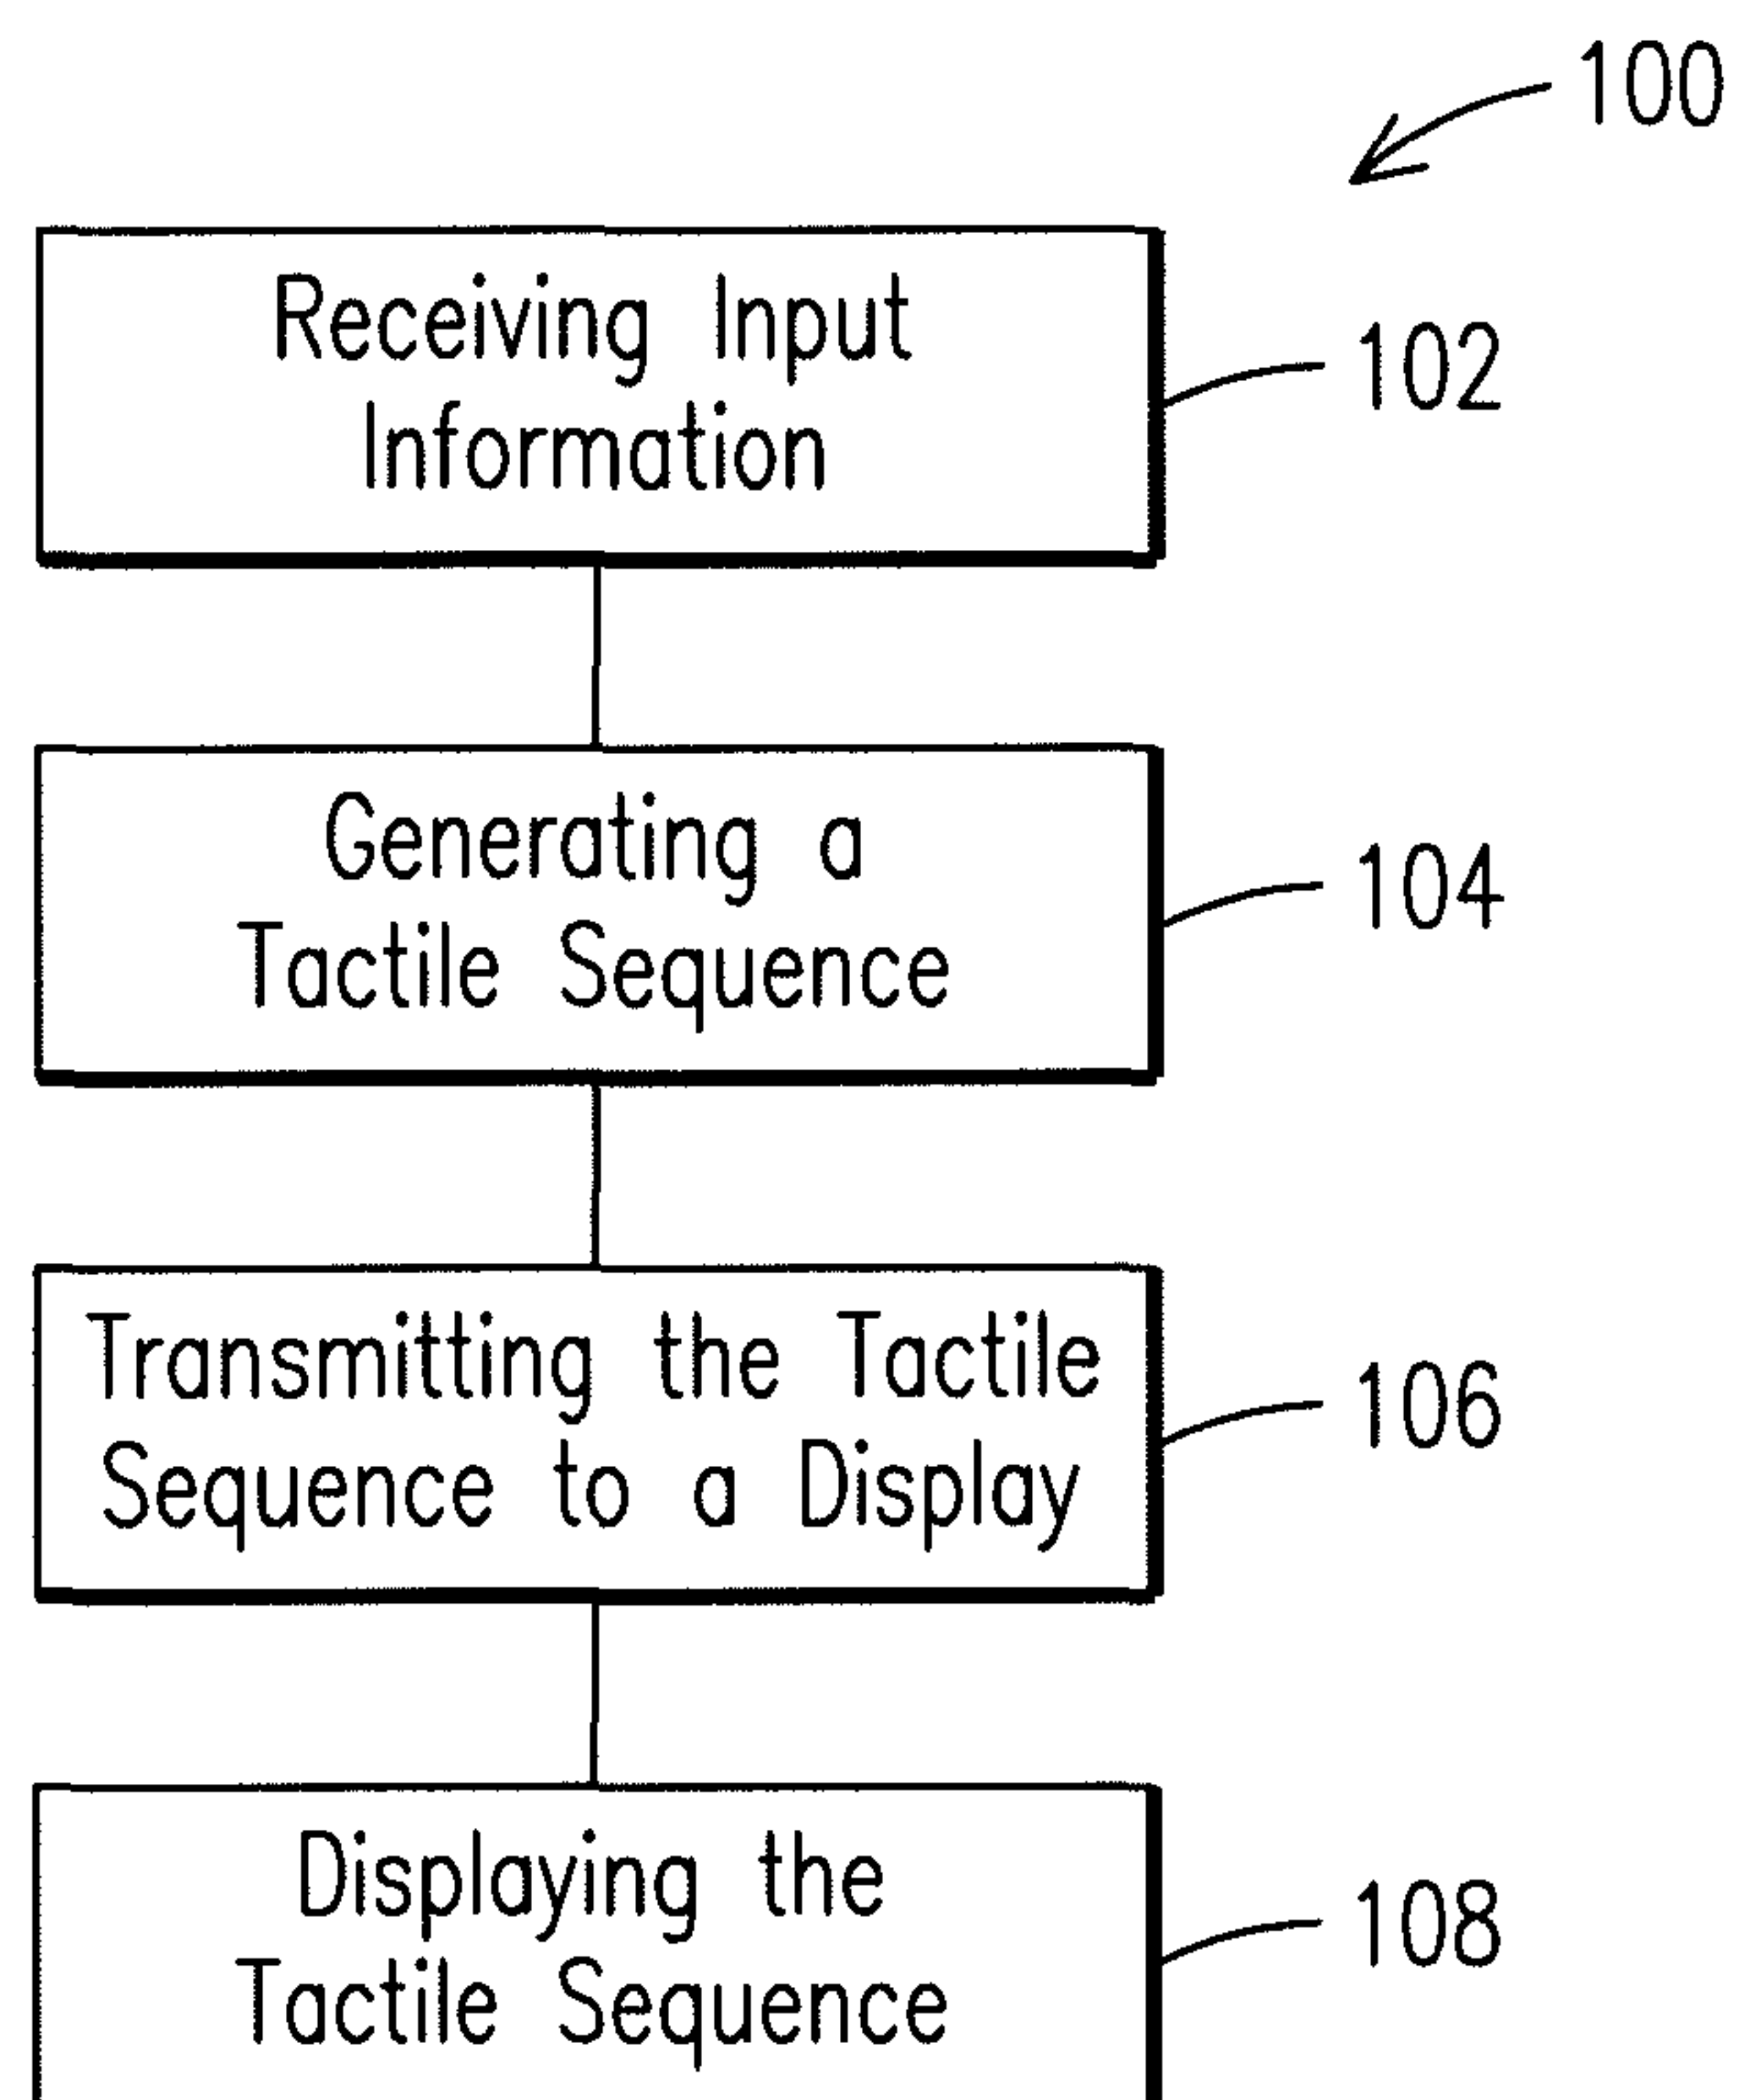 100
Receiving Input
Information
102
Generating a
Tactile Sequence
104
Transmitting the Tactile
Sequence to a Display
106
Displaying the
Tactile Sequence
108